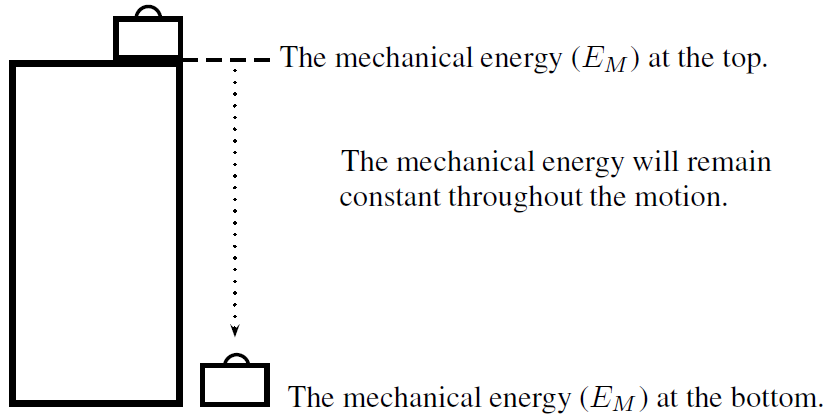 The mechanical energy (E_M) at the top.
The mechanical energy will remain
constant throughout the motion.
The mechanical energy (E_M) at the bottom.